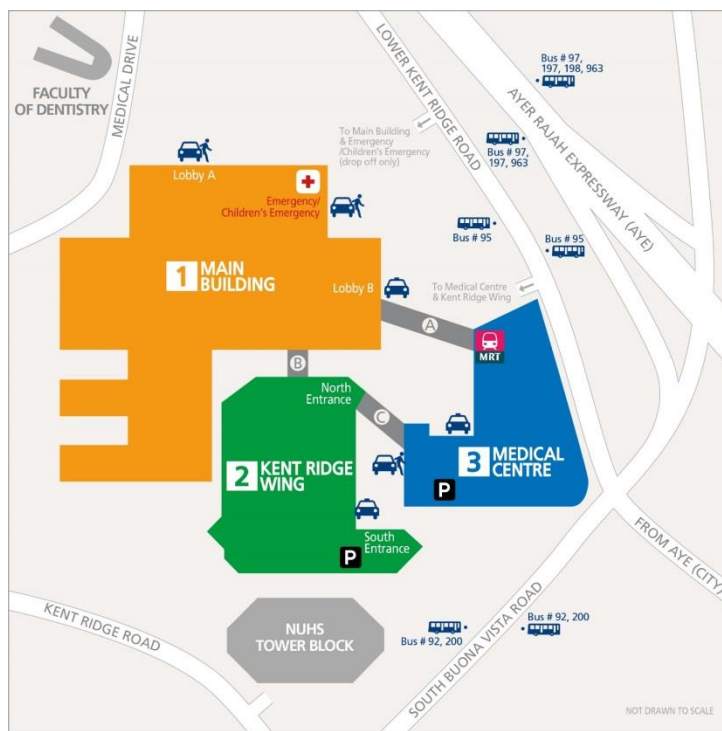 FACULTY
OF DENTISTRY
MEDICAL DRIVE
LOWER KENT RIDGE ROAD
Bus # 97,
197, 198, 963
AYER RAJAH EXPRESSWAY (AYE)
To Main Building
& Emergency
/Children's Emergency
(drop off only)
Bus # 97,
197, 963
Lobby A
Emergency/
Children's Emergency
Bus # 95
Bus # 95
1 MAIN
BUILDING
Lobby B
To Medical Centre
& Kent Ridge Wing
A
MRT
B
North
Entrance
C
2 KENT RIDGE
WING
3 MEDICAL
CENTRE
P
South
Entrance
P
FROM AYE (CITY)
KENT RIDGE ROAD
NUHS
TOWER BLOCK
Bus # 92, 200
Bus # 92, 200
SOUTH BUONA VISTA ROAD
NOT DRAWN TO SCALE